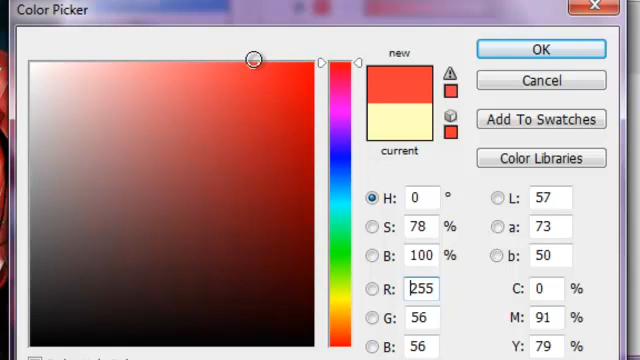 Color Picker
new
current
OK
Cancel
Add To Swatches
Color Libraries
H: 0 °
S: 78 %
B: 100 %
R: 255
G: 56
B: 56
L: 57
a: 73
b: 50
C: 0 %
M: 91 %
Y: 79 %